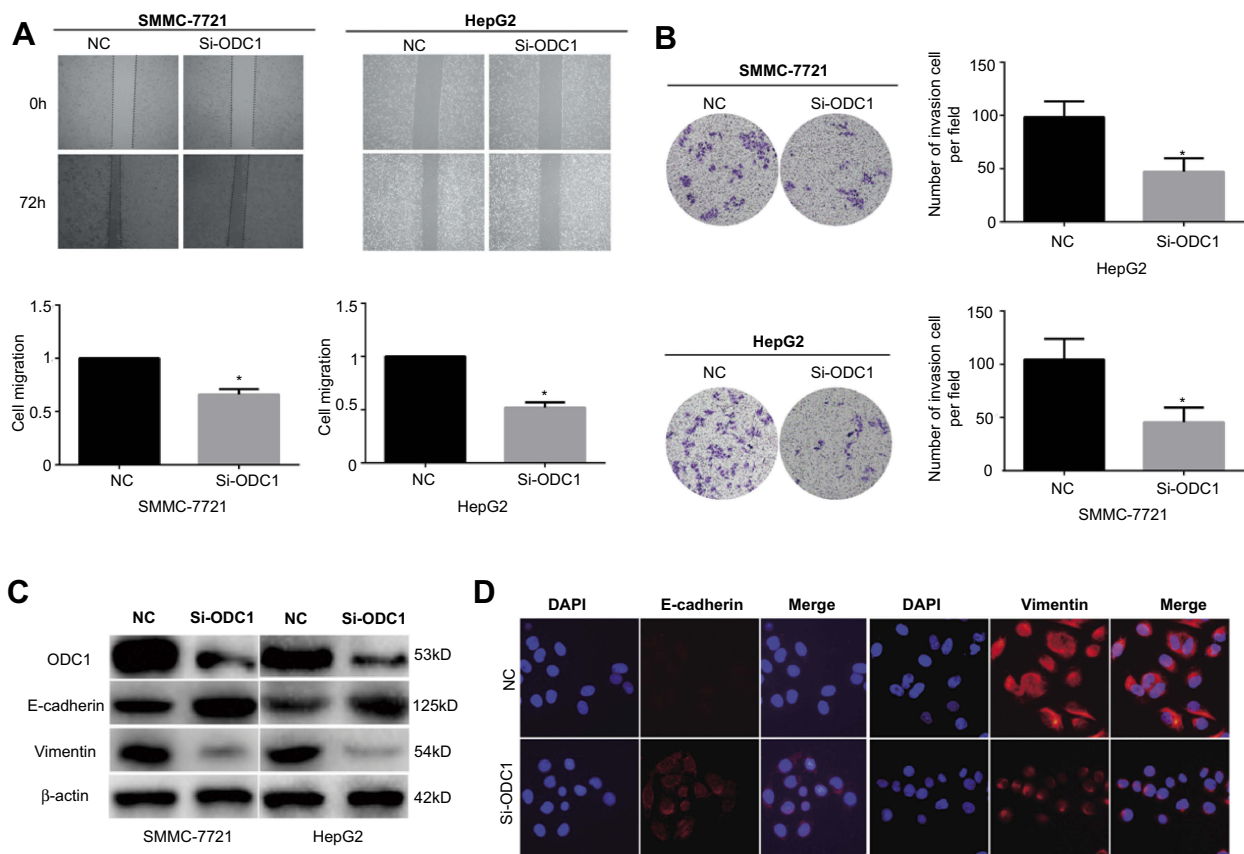 A
SMMC-7721
HepG2
NC Si-ODC1
NC Si-ODC1
0h
72h
1.5
1
0.5
0
Cell migration
*
NC Si-ODC1
SMMC-7721
1.5
1
0.5
0
Cell migration
*
NC Si-ODC1
HepG2
B
SMMC-7721
NC Si-ODC1
150
100
50
0
Number of invasion cell
per field
*
NC Si-ODC1
HepG2
HepG2
NC Si-ODC1
150
100
50
0
Number of invasion cell
per field
*
NC Si-ODC1
SMMC-7721
C
NC Si-ODC1 NC Si-ODC1
ODC1 53kD
E-cadherin 125kD
Vimentin 54kD
β-actin 42kD
SMMC-7721 HepG2
D
DAPI E-cadherin Merge DAPI Vimentin Merge
NC
Si-ODC1